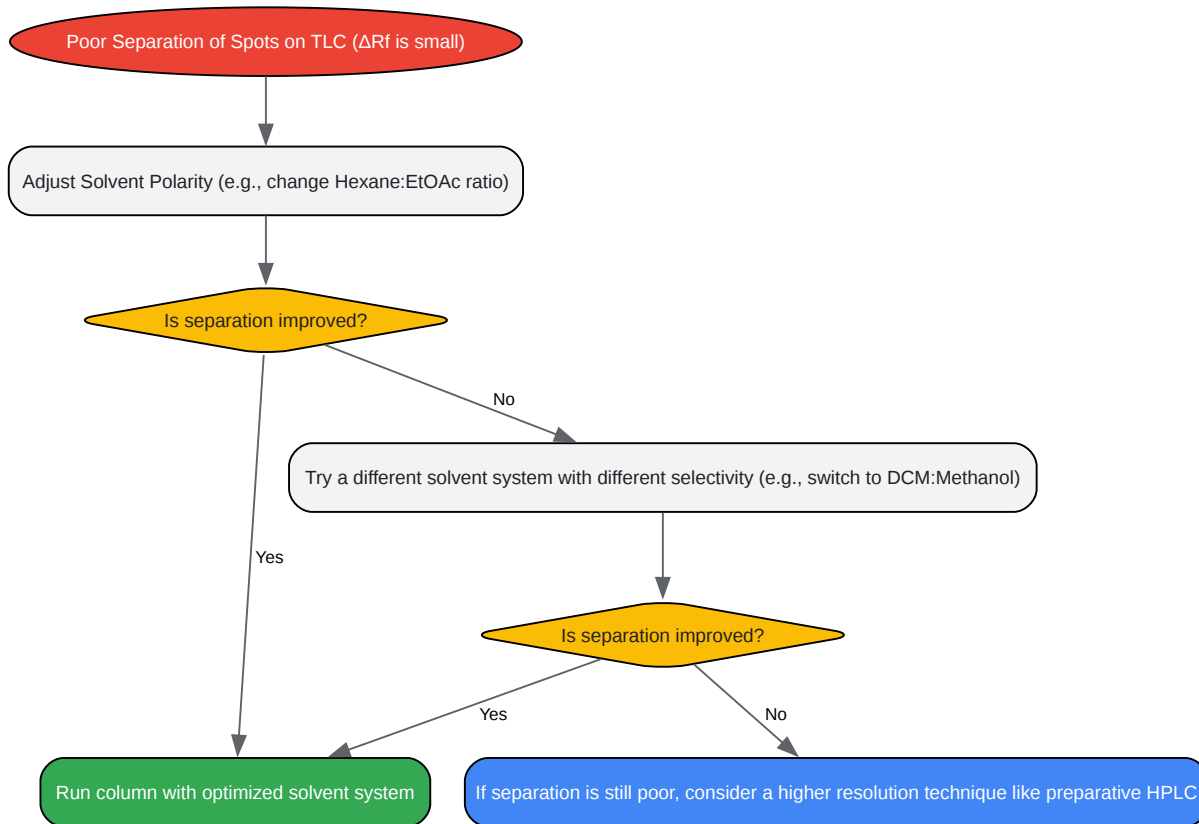 Poor Separation of Spots on TLC (ΔRf is small)
Adjust Solvent Polarity (e.g., change Hexane:EtOAc ratio)
Is separation improved?
No
Try a different solvent system with different selectivity (e.g., switch to DCM:Methanol)
Yes
Is separation improved?
Yes
No
Run column with optimized solvent system
If separation is still poor, consider a higher resolution technique like preparative HPLC